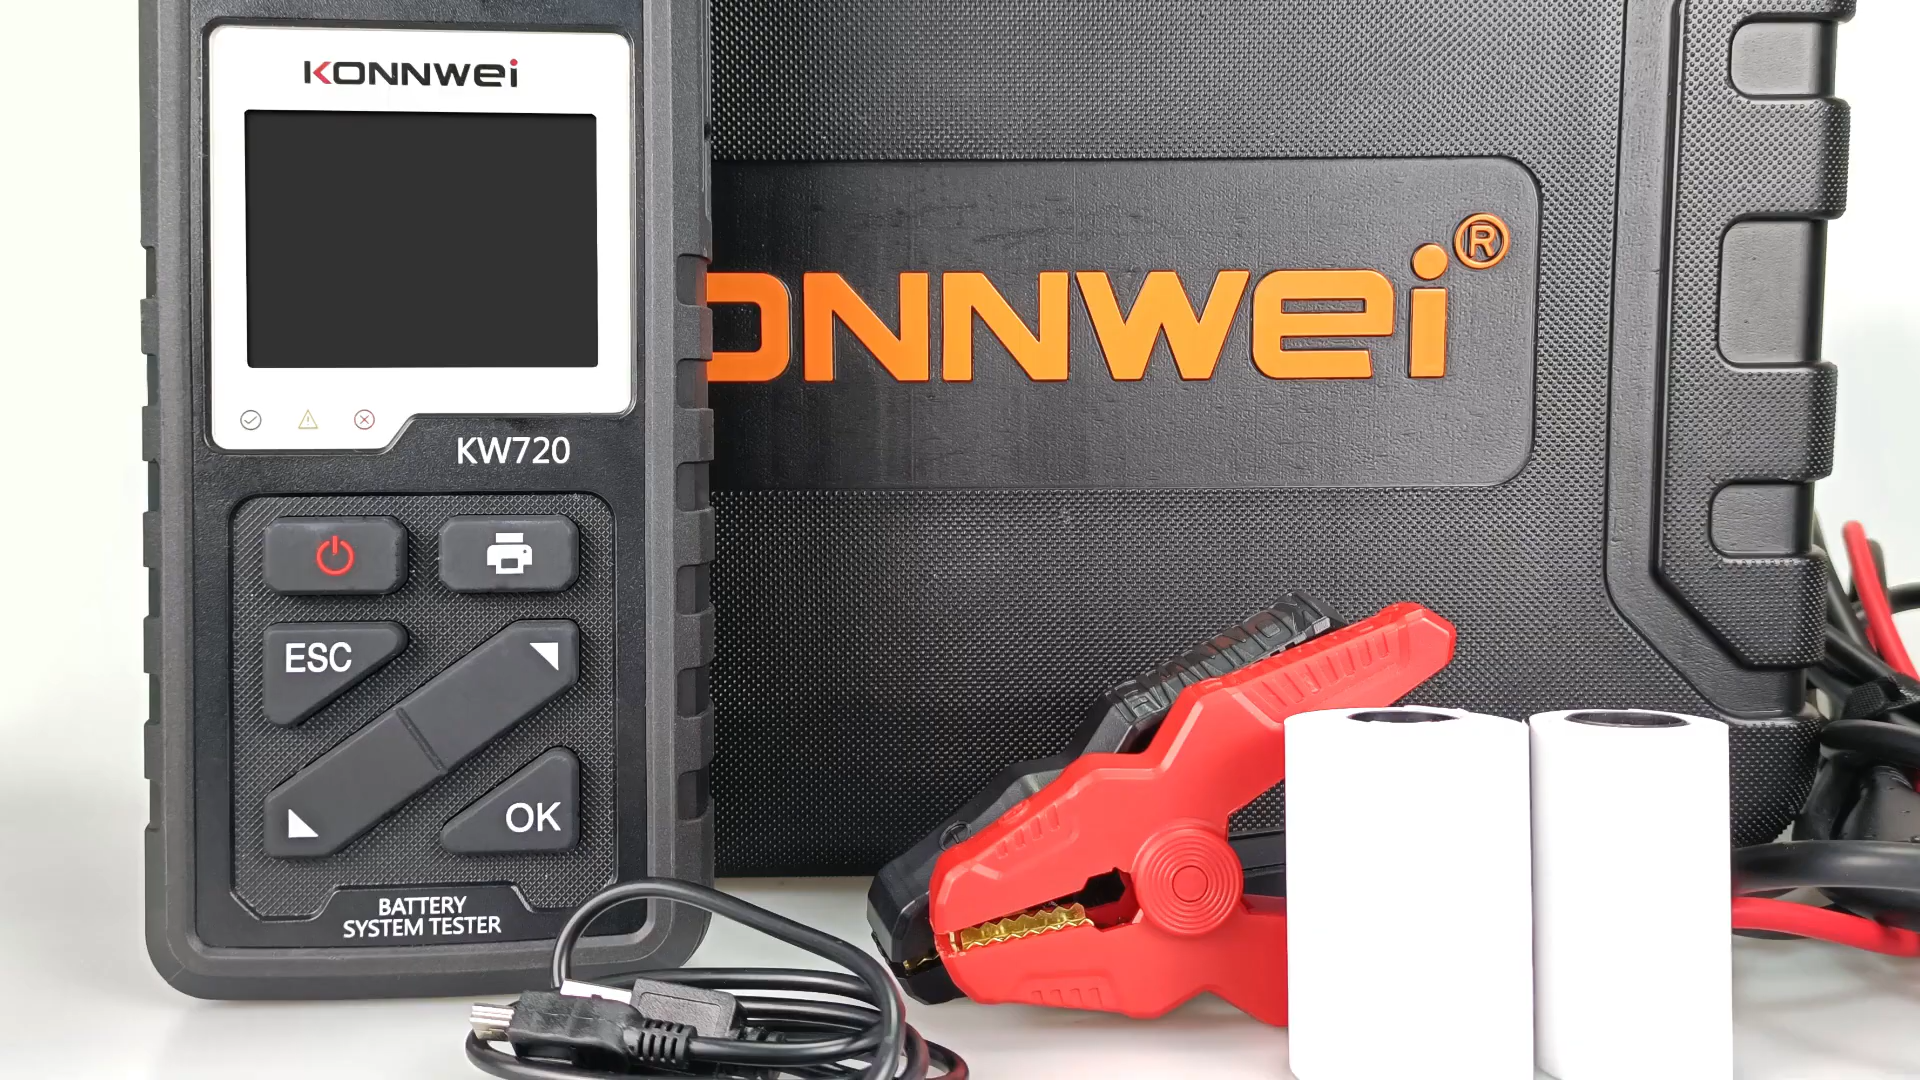 KONNWei
KW720
ESC
OK
BATTERY
SYSTEM TESTER
ONNWei®